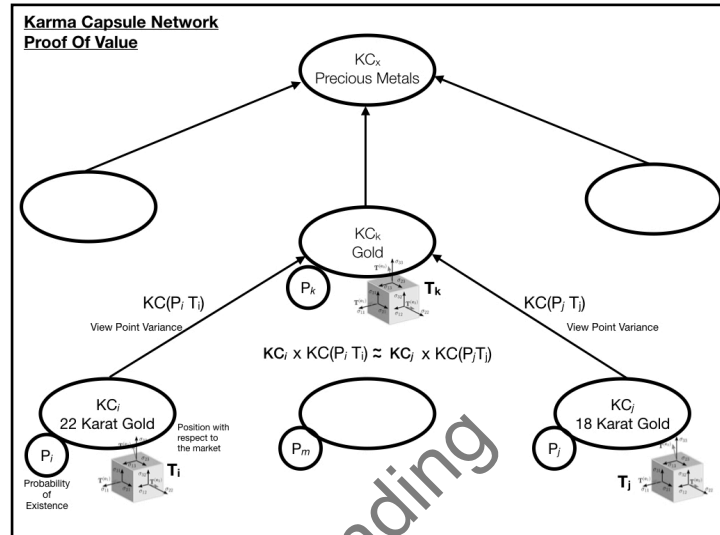 Karma Capsule Network
Proof Of Value
KCx
Precious Metals
KCk
Gold
Pk
Tk
KC(Pi Ti)
View Point Variance
KC(Pj Tj)
View Point Variance
KCi x KC(Pi Ti) ≈ KCj x KC(PjTj)
KCi
22 Karat Gold
Position with
respect to
the market
Pi
Ti
Probability
of
Existence
Pm
KCj
18 Karat Gold
Pj
Tj
nding